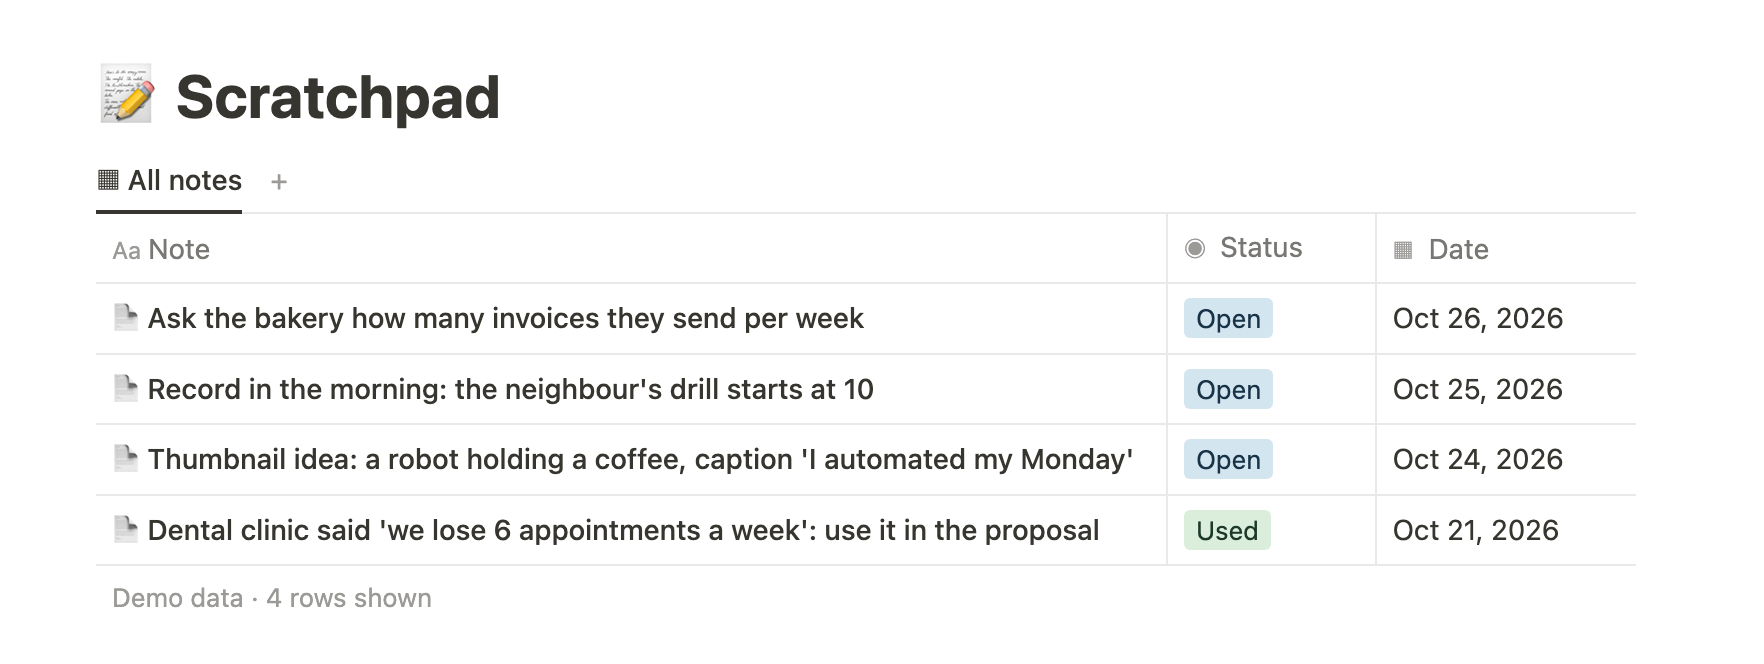 Scratchpad
All notes +
Aa Note Status Date
Ask the bakery how many invoices they send per week Open Oct 26, 2026
Record in the morning: the neighbour's drill starts at 10 Open Oct 25, 2026
Thumbnail idea: a robot holding a coffee, caption 'I automated my Monday' Open Oct 24, 2026
Dental clinic said 'we lose 6 appointments a week': use it in the proposal Used Oct 21, 2026
Demo data · 4 rows shown